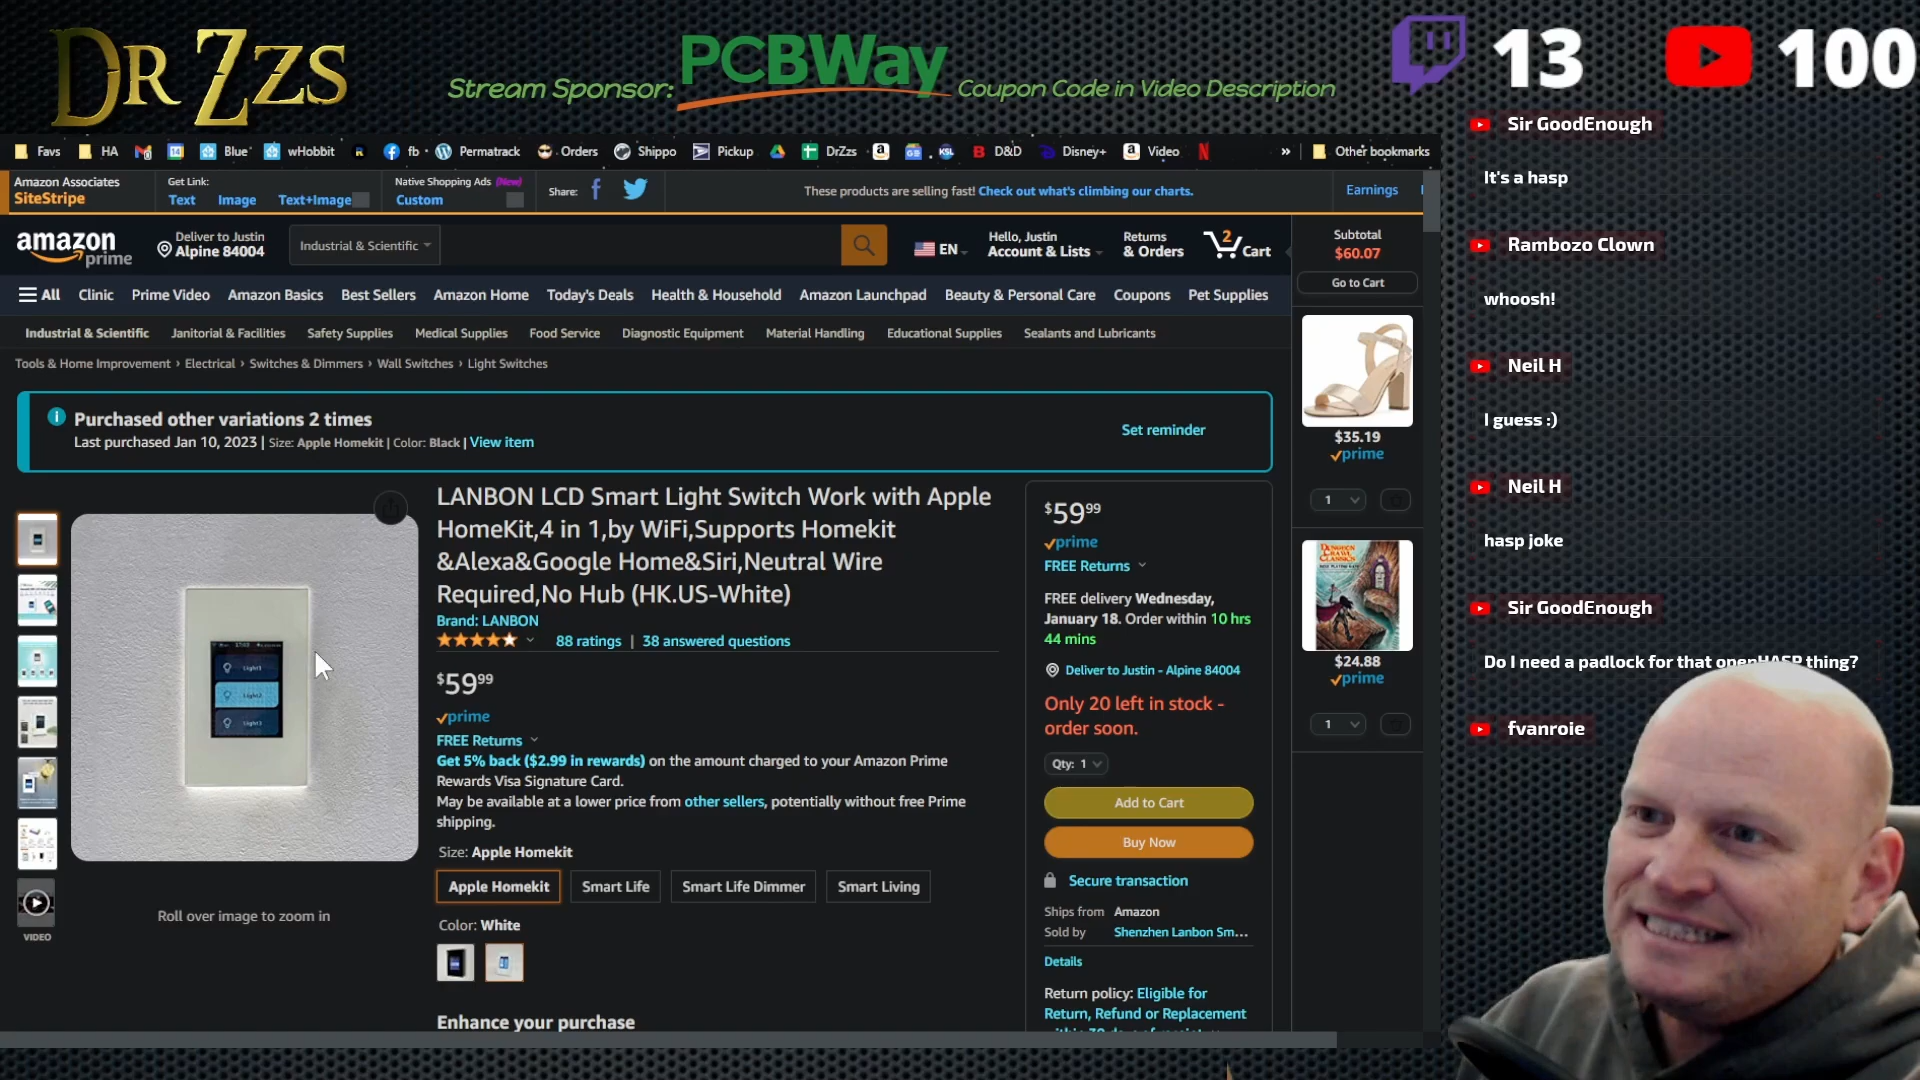 DR ZZS
Stream Sponsor: PCBWay Coupon Code in Video Description
13
100
Favs
HA
Blue
wHobbit
fb
Permatrack
Orders
Shippo
Pickup
DrZzs
KSL
D&D
Disney+
Video
»
Other bookmarks
Amazon Associates
SiteStripe
Get Link:
Text Image Text+Image
Native Shopping Ads (New)
Custom
Share:
These products are selling fast! Check out what's climbing our charts.
Earnings
amazon
prime
Deliver to Justin
Alpine 84004
Industrial & Scientific
EN
Hello, Justin
Account & Lists
Returns
& Orders
2
Cart
Subtotal
$60.07
Go to Cart
All Clinic Prime Video Amazon Basics Best Sellers Amazon Home Today's Deals Health & Household Amazon Launchpad Beauty & Personal Care Coupons Pet Supplies
Industrial & Scientific Janitorial & Facilities Safety Supplies Medical Supplies Food Service Diagnostic Equipment Material Handling Educational Supplies Sealants and Lubricants
Tools & Home Improvement › Electrical › Switches & Dimmers › Wall Switches › Light Switches
Purchased other variations 2 times
Last purchased Jan 10, 2023 | Size: Apple Homekit | Color: Black | View item
Set reminder
Light1
Light2
Light3
Roll over image to zoom in
VIDEO
LANBON LCD Smart Light Switch Work with Apple
HomeKit,4 in 1,by WiFi,Supports Homekit
&Alexa&Google Home&Siri,Neutral Wire
Required,No Hub (HK.US-White)
Brand: LANBON
88 ratings | 38 answered questions
$59 99
prime
FREE Returns
Get 5% back ($2.99 in rewards) on the amount charged to your Amazon Prime
Rewards Visa Signature Card.
May be available at a lower price from other sellers, potentially without free Prime
shipping.
Size: Apple Homekit
Apple Homekit
Smart Life
Smart Life Dimmer
Smart Living
Color: White
Enhance your purchase
$59 99
prime
FREE Returns
FREE delivery Wednesday,
January 18. Order within 10 hrs
44 mins
Deliver to Justin - Alpine 84004
Only 20 left in stock -
order soon.
Qty: 1
Add to Cart
Buy Now
Secure transaction
Ships from Amazon
Sold by Shenzhen Lanbon Sm...
Details
Return policy: Eligible for
Return, Refund or Replacement
$35.19
prime
1
DUNGEON CRAWL
CLASSICS
$24.88
prime
1
Sir GoodEnough
It's a hasp
Rambozo Clown
whoosh!
Neil H
I guess :)
Neil H
hasp joke
Sir GoodEnough
Do I need a padlock for that openHASP thing?
fvanroie